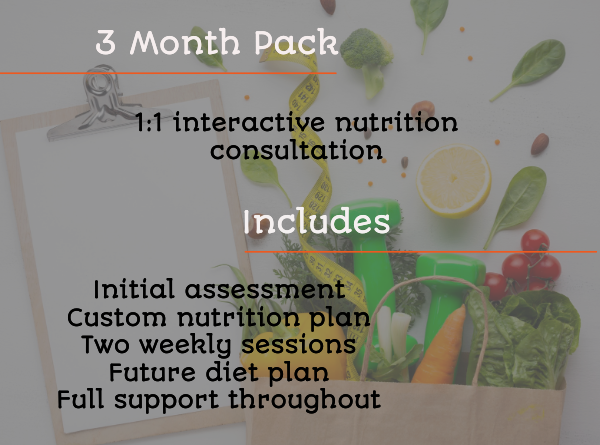 3 Month Pack
1:1 interactive nutrition
consultation
Includes
Initial assessment
Custom nutrition plan
Two weekly sessions
Future diet plan
Full support throughout